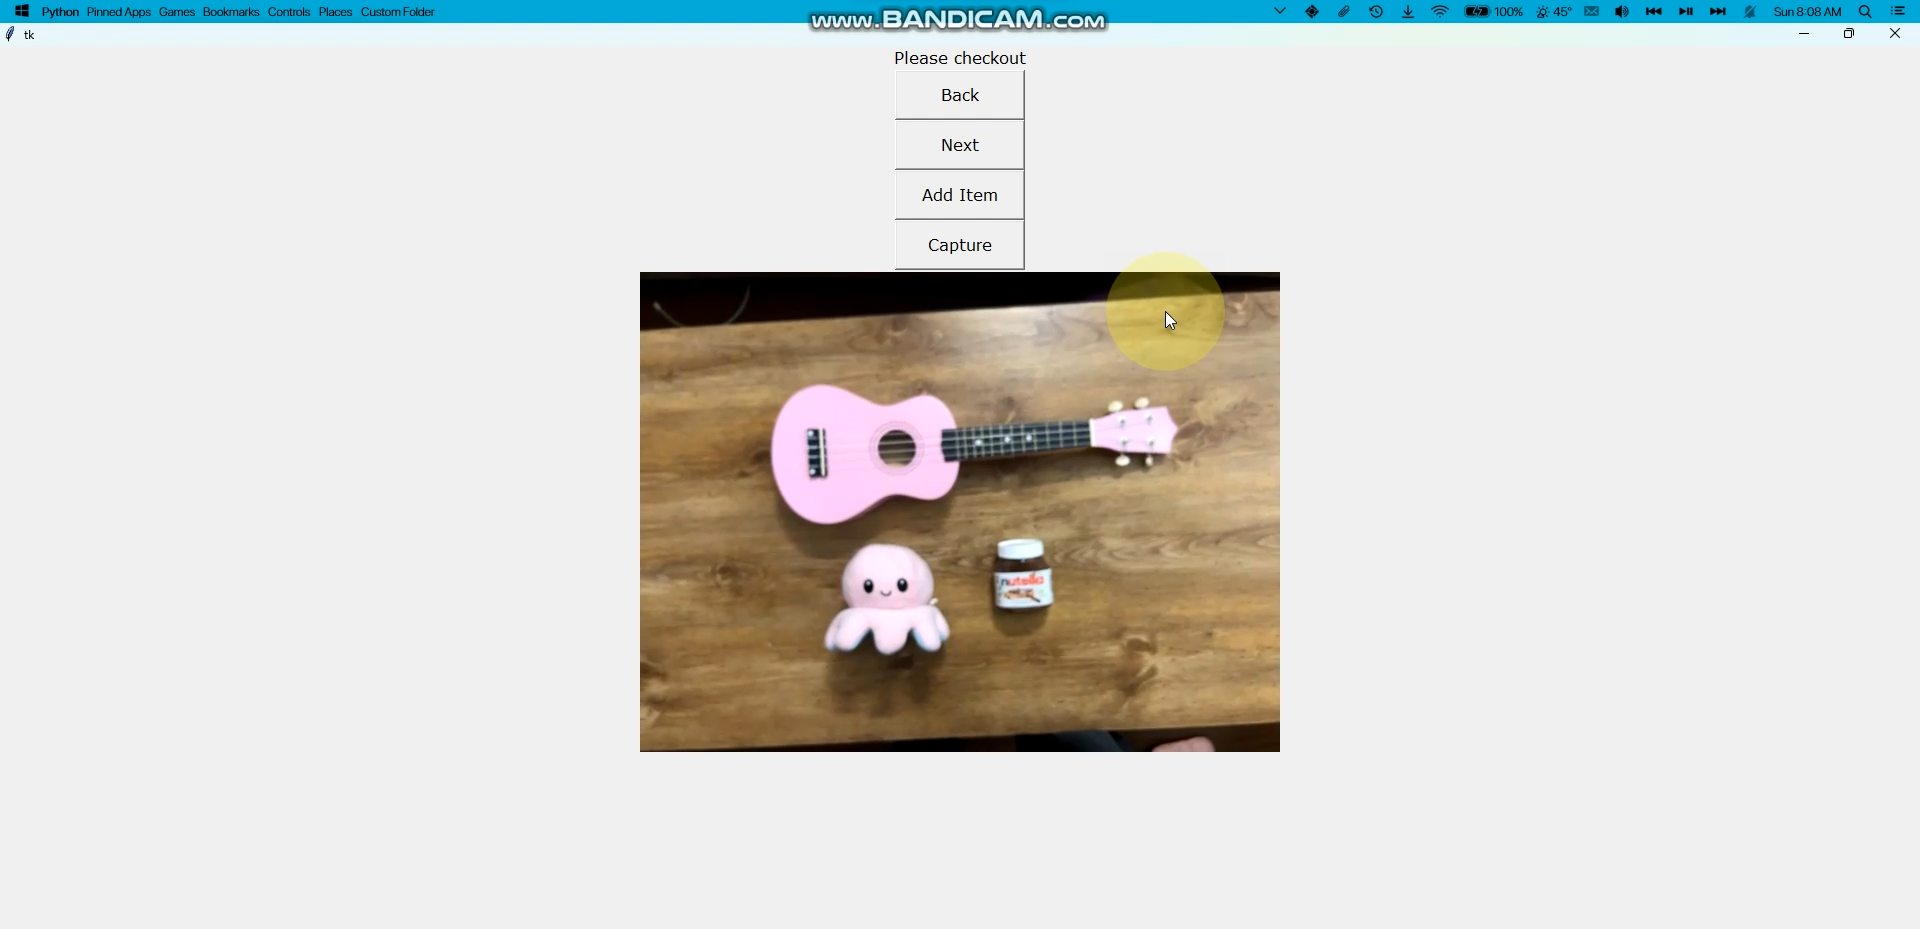 Python Pinned Apps Games Bookmarks Controls Places Custom Folder
www.BANDICAM.com
100% 45° Sun 8:08 AM
tk
Please checkout
Back
Next
Add Item
Capture
nutella